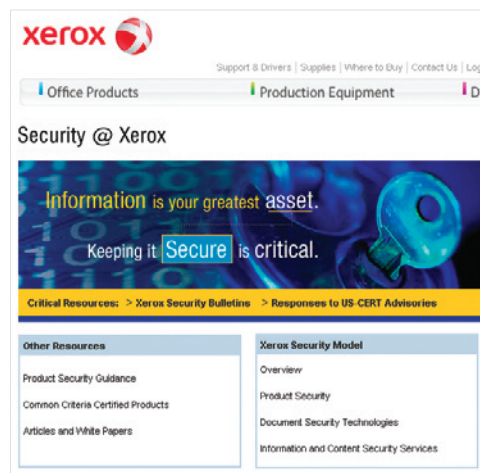 xerox
Support & Drivers | Supplies | Where to Buy | Contact Us | Log
Office Products
Production Equipment
D
Security @ Xerox
Information is your greatest asset.
Keeping it Secure is critical.
Critical Resources: > Xerox Security Bulletins > Responses to US-CERT Advisories
Other Resources
Product Security Guidance
Common Criteria Certified Products
Articles and White Papers
Xerox Security Model
Overview
Product Security
Document Security Technologies
Information and Content Security Services